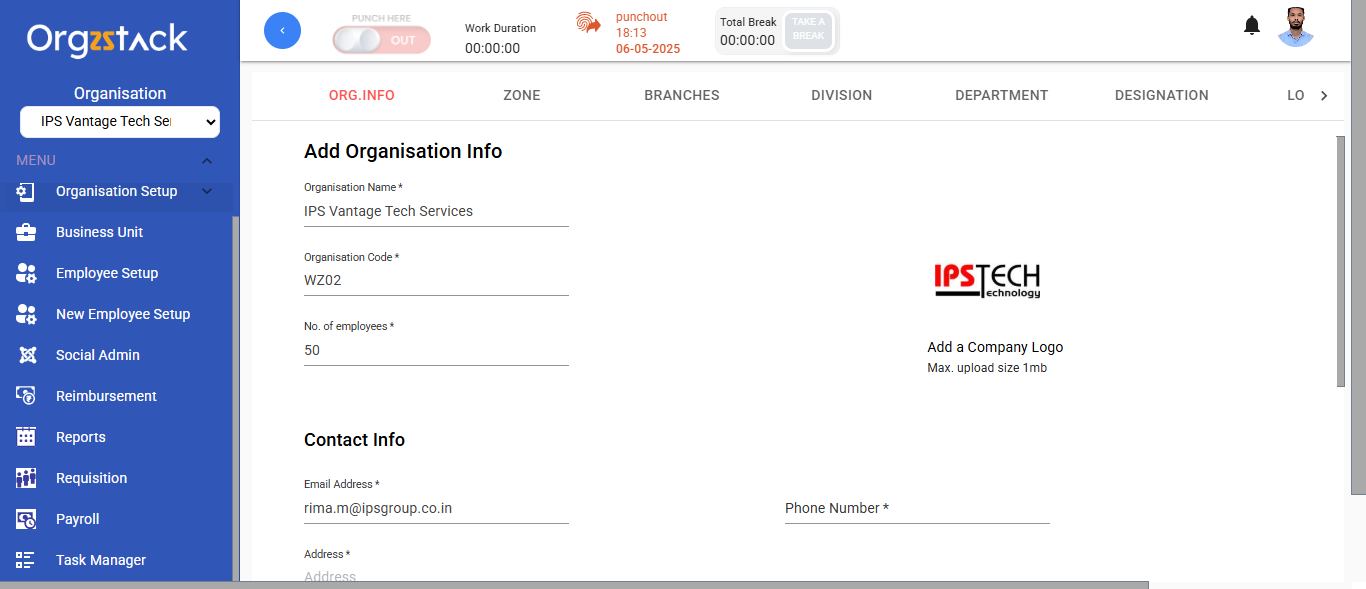 Orgzstack
Organisation
IPS Vantage Tech Ser
MENU
Organisation Setup
Business Unit
Employee Setup
New Employee Setup
Social Admin
Reimbursement
Reports
Requisition
Payroll
Task Manager
PUNCH HERE
OUT
Work Duration
00:00:00
punchout
18:13
06-05-2025
Total Break
00:00:00
TAKE A
BREAK
ORG.INFO ZONE BRANCHES DIVISION DEPARTMENT DESIGNATION LO
Add Organisation Info
Organisation Name *
IPS Vantage Tech Services
Organisation Code *
WZ02
No. of employees *
50
IPSTECH
echnology
Add a Company Logo
Max. upload size 1mb
Contact Info
Email Address *
rima.m@ipsgroup.co.in
Phone Number *
Address *
Address